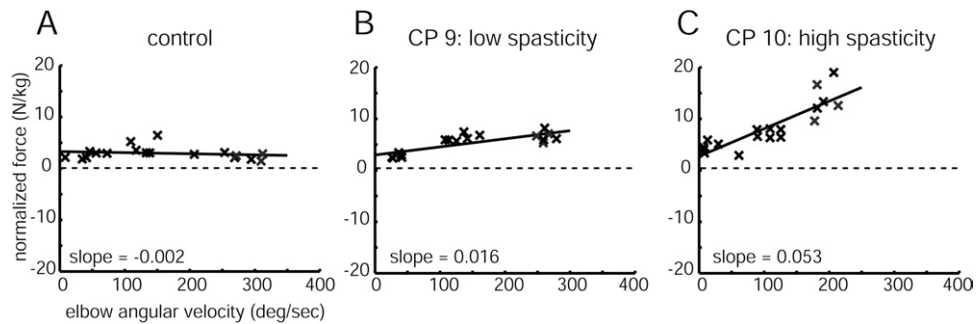 A
control
B
CP 9: low spasticity
C
CP 10: high spasticity
normalized force (N/kg)
20
10
0
-10
-20
slope = -0.002
0
100
200
300
400
elbow angular velocity (deg/sec)
20
10
0
-10
-20
slope = 0.016
0
100
200
300
400
20
10
0
-10
-20
slope = 0.053
0
100
200
300
400